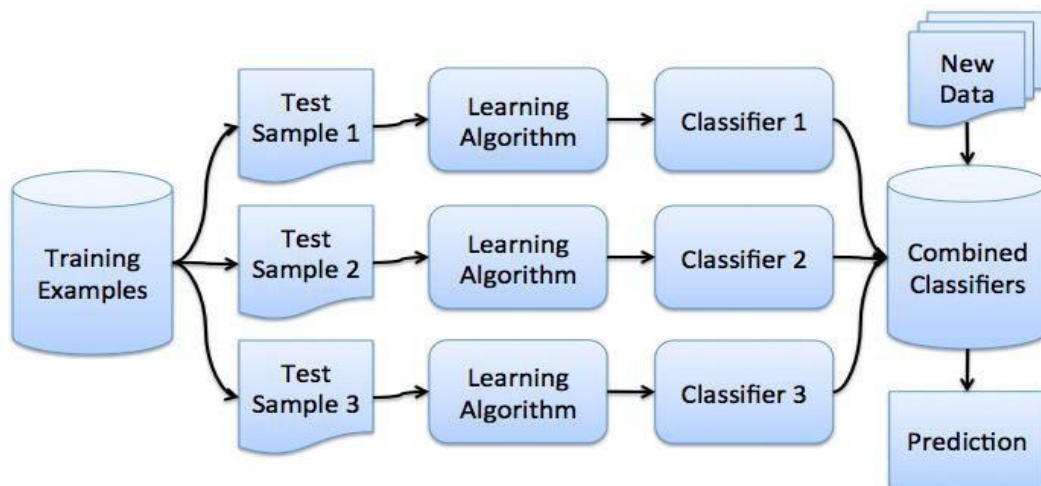 Training
Examples
Test
Sample 1
Learning
Algorithm
Classifier 1
Test
Sample 2
Learning
Algorithm
Classifier 2
Test
Sample 3
Learning
Algorithm
Classifier 3
New
Data
Combined
Classifiers
Prediction